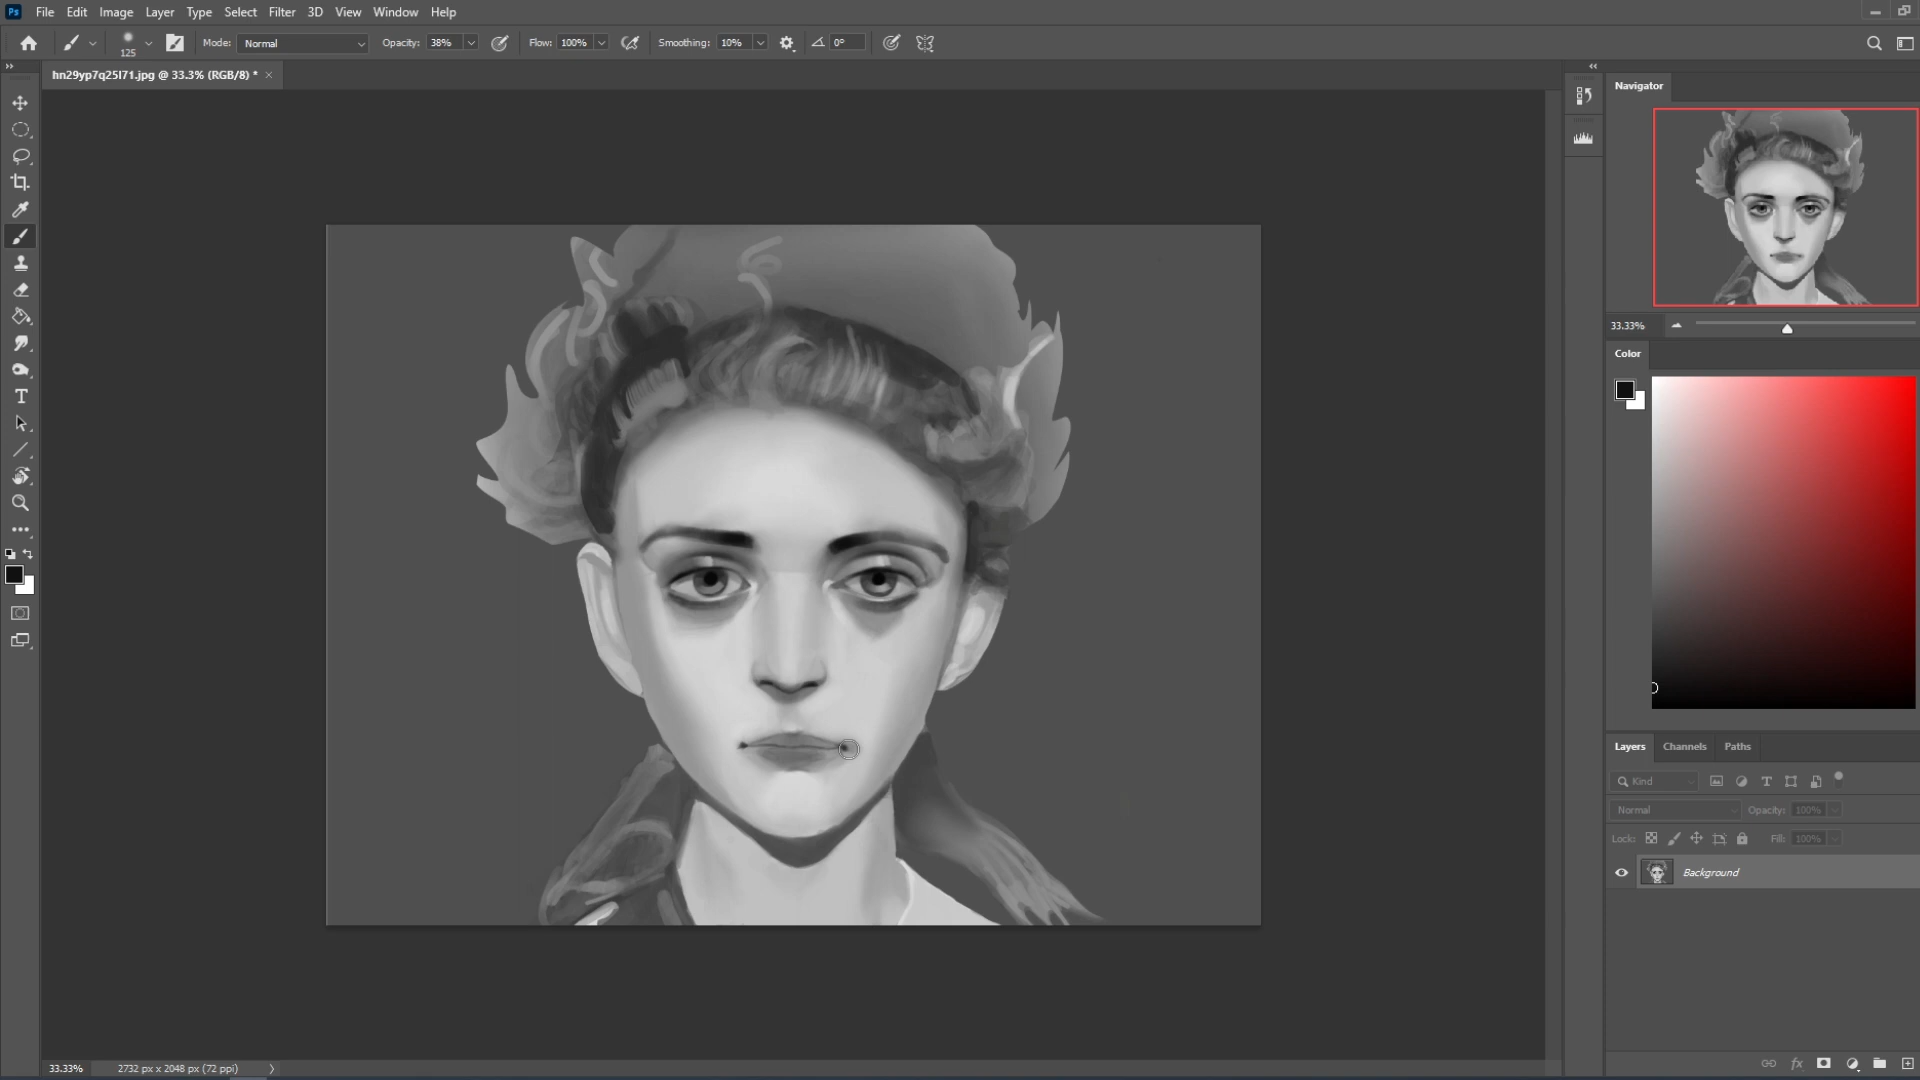 Ps File Edit Image Layer Type Select Filter 3D View Window Help
125 Mode: Normal Opacity: 38% Flow: 100% Smoothing: 10% 0°
hn29yp7q25l71.jpg @ 33.3% (RGB/8) * ×
Navigator
33.33%
Color
Layers Channels Paths
Kind
Normal Opacity: 100%
Lock: Fill: 100%
Background
33.33% 2732 px x 2048 px (72 ppi)